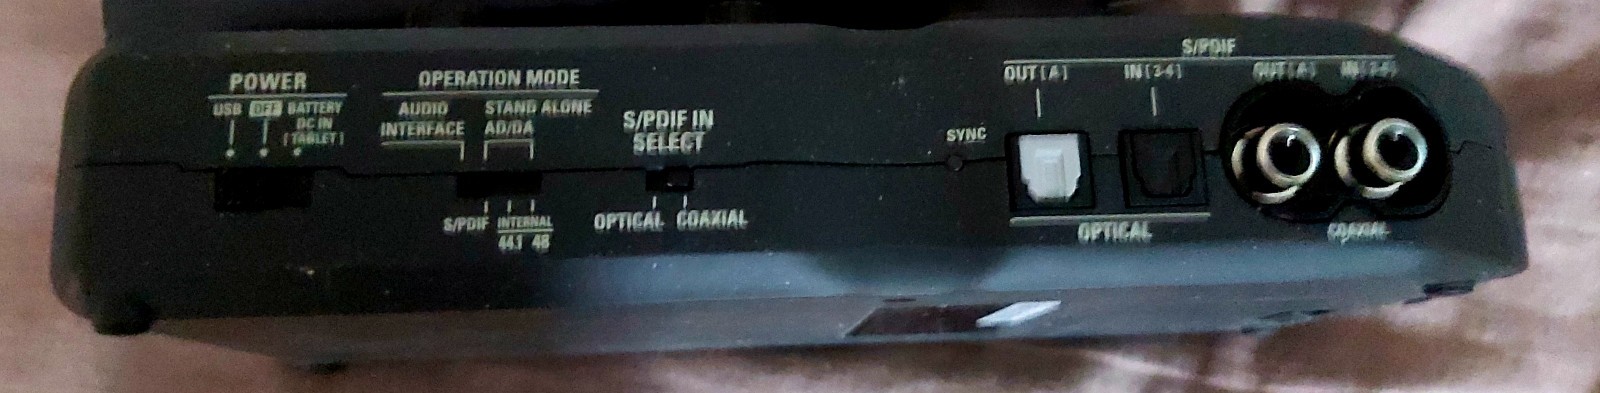 POWER
USB OFF BATTERY
DC IN
[TABLET]
OPERATION MODE
AUDIO
INTERFACE
STAND ALONE
AD/DA
S/PDIF INTERNAL
44.1 48
S/PDIF IN
SELECT
OPTICAL COAXIAL
SYNC
S/PDIF
OUT[A] IN[3-4] OUT[A] IN[3-4]
OPTICAL
COAXIAL